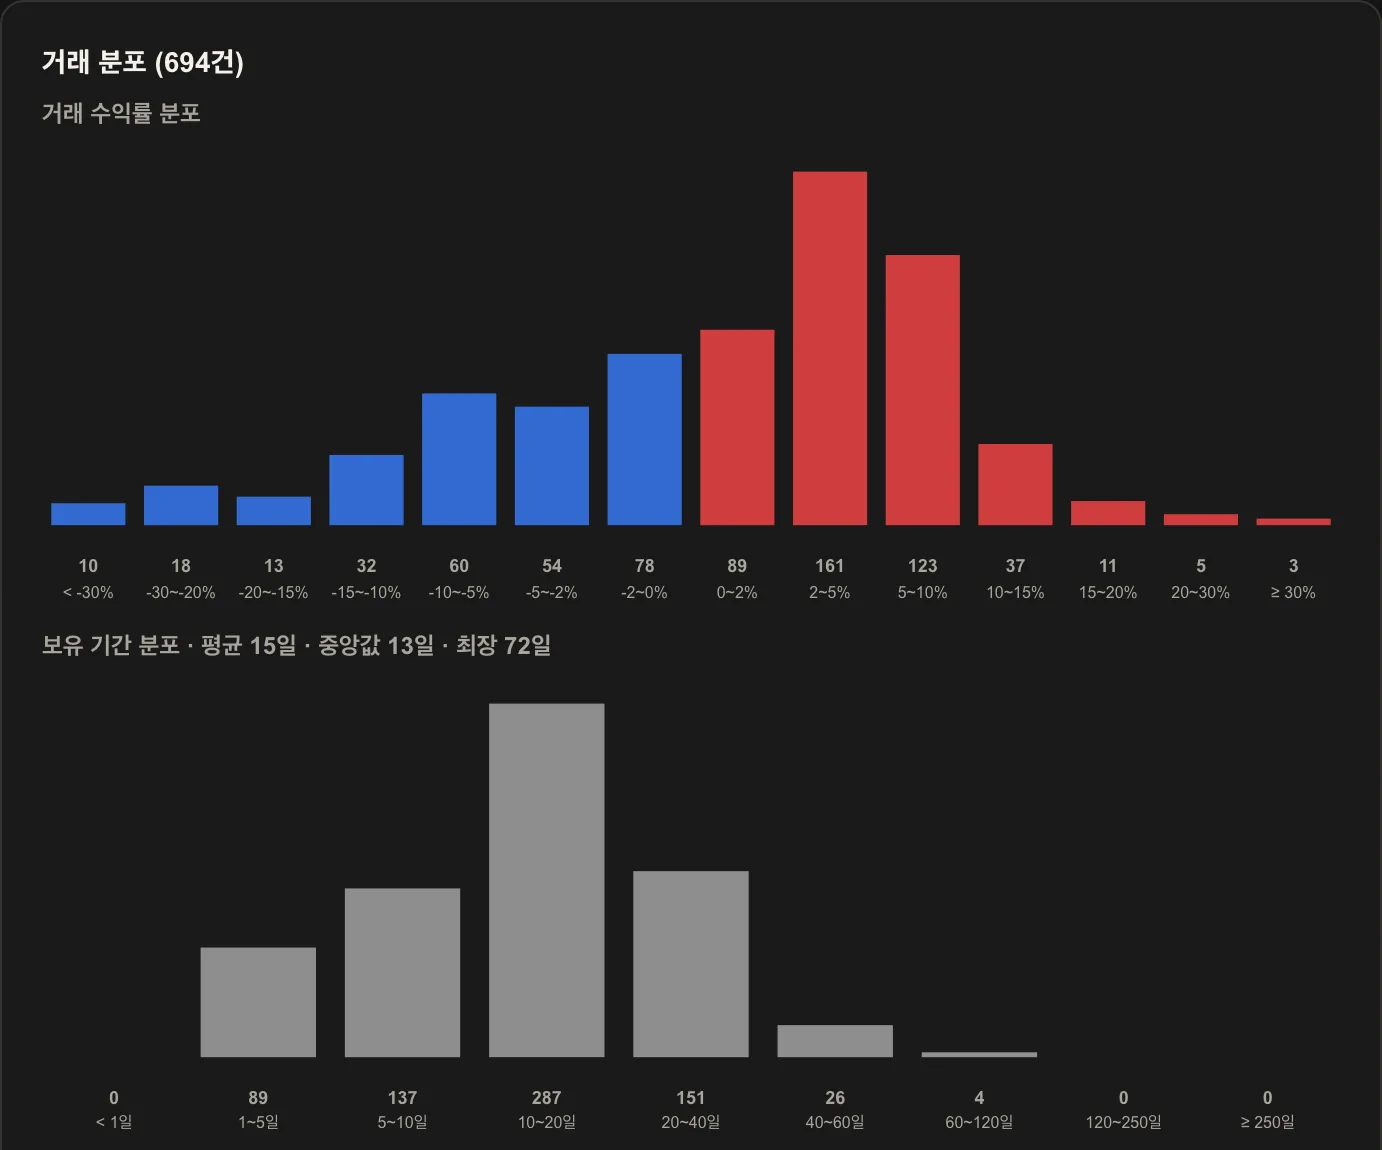 거래 분포 (694건)
거래 수익률 분포
10 18 13 32 60 54 78 89 161 123 37 11 5 3
< -30% -30~-20% -20~-15% -15~-10% -10~-5% -5~-2% -2~0% 0~2% 2~5% 5~10% 10~15% 15~20% 20~30% ≥ 30%
보유 기간 분포 · 평균 15일 · 중앙값 13일 · 최장 72일
0 89 137 287 151 26 4 0 0
< 1일 1~5일 5~10일 10~20일 20~40일 40~60일 60~120일 120~250일 ≥ 250일